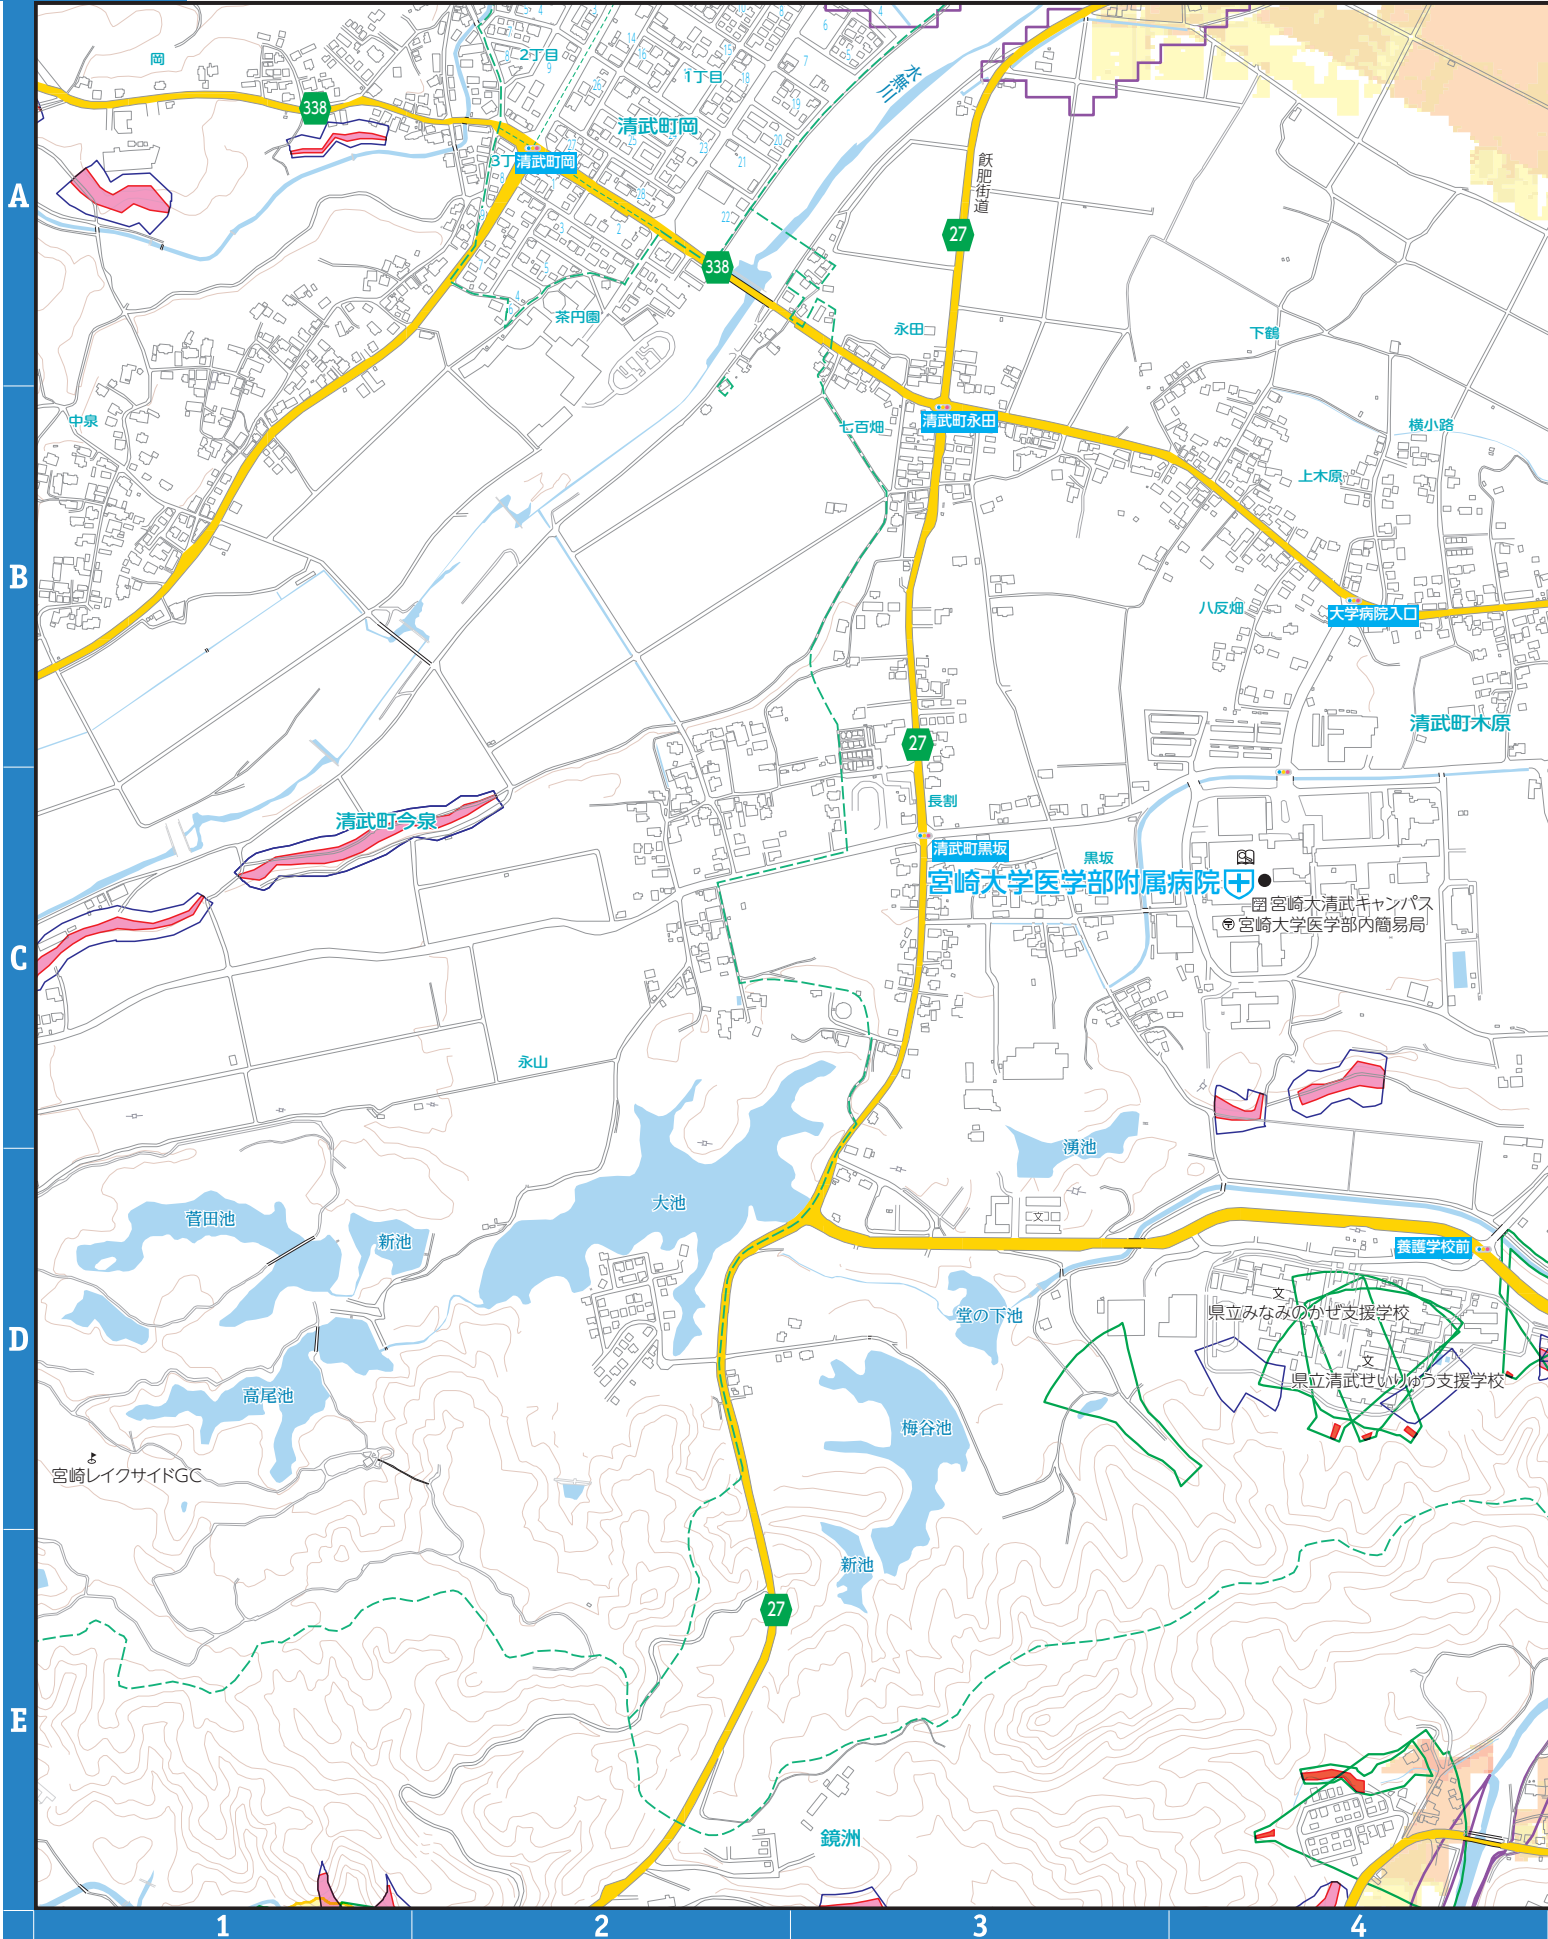 岡
2丁目
1丁目
水無川
338
清武町岡
3丁
清武町岡
飫肥街道
A
27
338
茶円園
永田
下鶴
中泉
七百畑
清武町永田
横小路
上木原
B
八反畑
大学病院入口
清武町木原
27
長割
清武町今泉
清武町黒坂
黒坂
宮崎大学医学部附属病院
宮崎大清武キャンパス
宮崎大学医学部内簡易局
C
永山
湧池
大池
菅田池
新池
文
養護学校前
文
県立みなみのかぜ支援学校
堂の下池
D
文
県立清武せいりゅう支援学校
高尾池
梅谷池
宮崎レイクサイドGC
新池
27
E
鏡洲
1
2
3
4